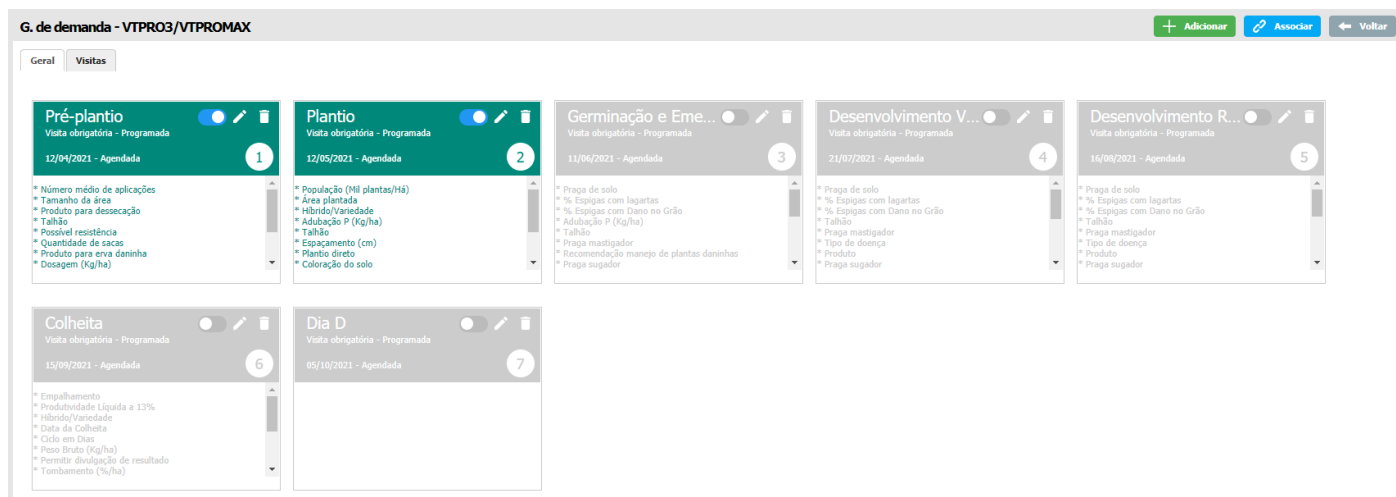 G. de demanda - VTPRO3/VTPROMAX
Adicionar
Associar
Voltar
Geral
Visitas
Pré-plantio
Visita obrigatória - Programada
12/04/2021 - Agendada
1
* Número médio de aplicações
* Tamanho da área
* Produto para dessecação
* Talhão
* Possível resistência
* Quantidade de sacas
* Produto para erva daninha
* Dosagem (Kg/ha)
Plantio
Visita obrigatória - Programada
12/05/2021 - Agendada
2
* População (Mil plantas/Há)
* Área plantada
* Híbrido/Variedade
* Adubação P (Kg/ha)
* Talhão
* Espaçamento (cm)
* Plantio direto
* Coloração do solo
Germinação e Eme...
Visita obrigatória - Programada
11/06/2021 - Agendada
3
* Praga de solo
* % Espigas com lagartas
* % Espigas com Dano no Grão
* Adubação P (Kg/ha)
* Talhão
* Praga mastigador
* Recomendação manejo de plantas daninhas
* Praga sugador
Desenvolvimento V...
Visita obrigatória - Programada
21/07/2021 - Agendada
4
* Praga de solo
* % Espigas com lagartas
* % Espigas com Dano no Grão
* Talhão
* Praga mastigador
* Tipo de doença
* Produto
* Praga sugador
Desenvolvimento R...
Visita obrigatória - Programada
16/08/2021 - Agendada
5
* Praga de solo
* % Espigas com lagartas
* % Espigas com Dano no Grão
* Talhão
* Praga mastigador
* Tipo de doença
* Produto
* Praga sugador
Colheita
Visita obrigatória - Programada
15/09/2021 - Agendada
6
* Empalhamento
* Produtividade Líquida a 13%
* Híbrido/Variedade
* Data da Colheita
* Ciclo em Dias
* Peso Bruto (Kg/ha)
* Permitir divulgação de resultado
* Tombamento (%/ha)
Dia D
Visita obrigatória - Programada
05/10/2021 - Agendada
7